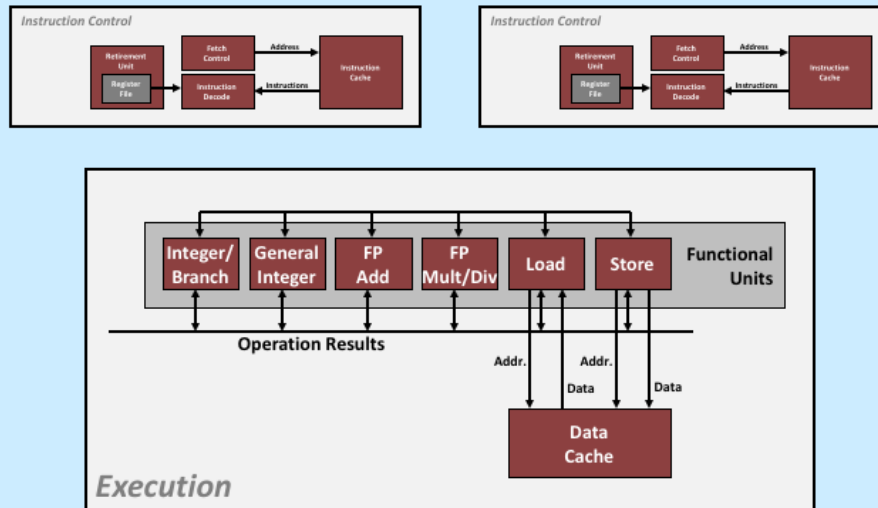 Instruction Control
Retirement
Unit
Register
File
Fetch
Control
Instruction
Decode
Address
Instructions
Instruction
Cache
Instruction Control
Retirement
Unit
Register
File
Fetch
Control
Instruction
Decode
Address
Instructions
Instruction
Cache
Integer/
Branch
General
Integer
FP
Add
FP
Mult/Div
Load
Store
Functional
Units
Operation Results
Addr.
Addr.
Data
Data
Data
Cache
Execution